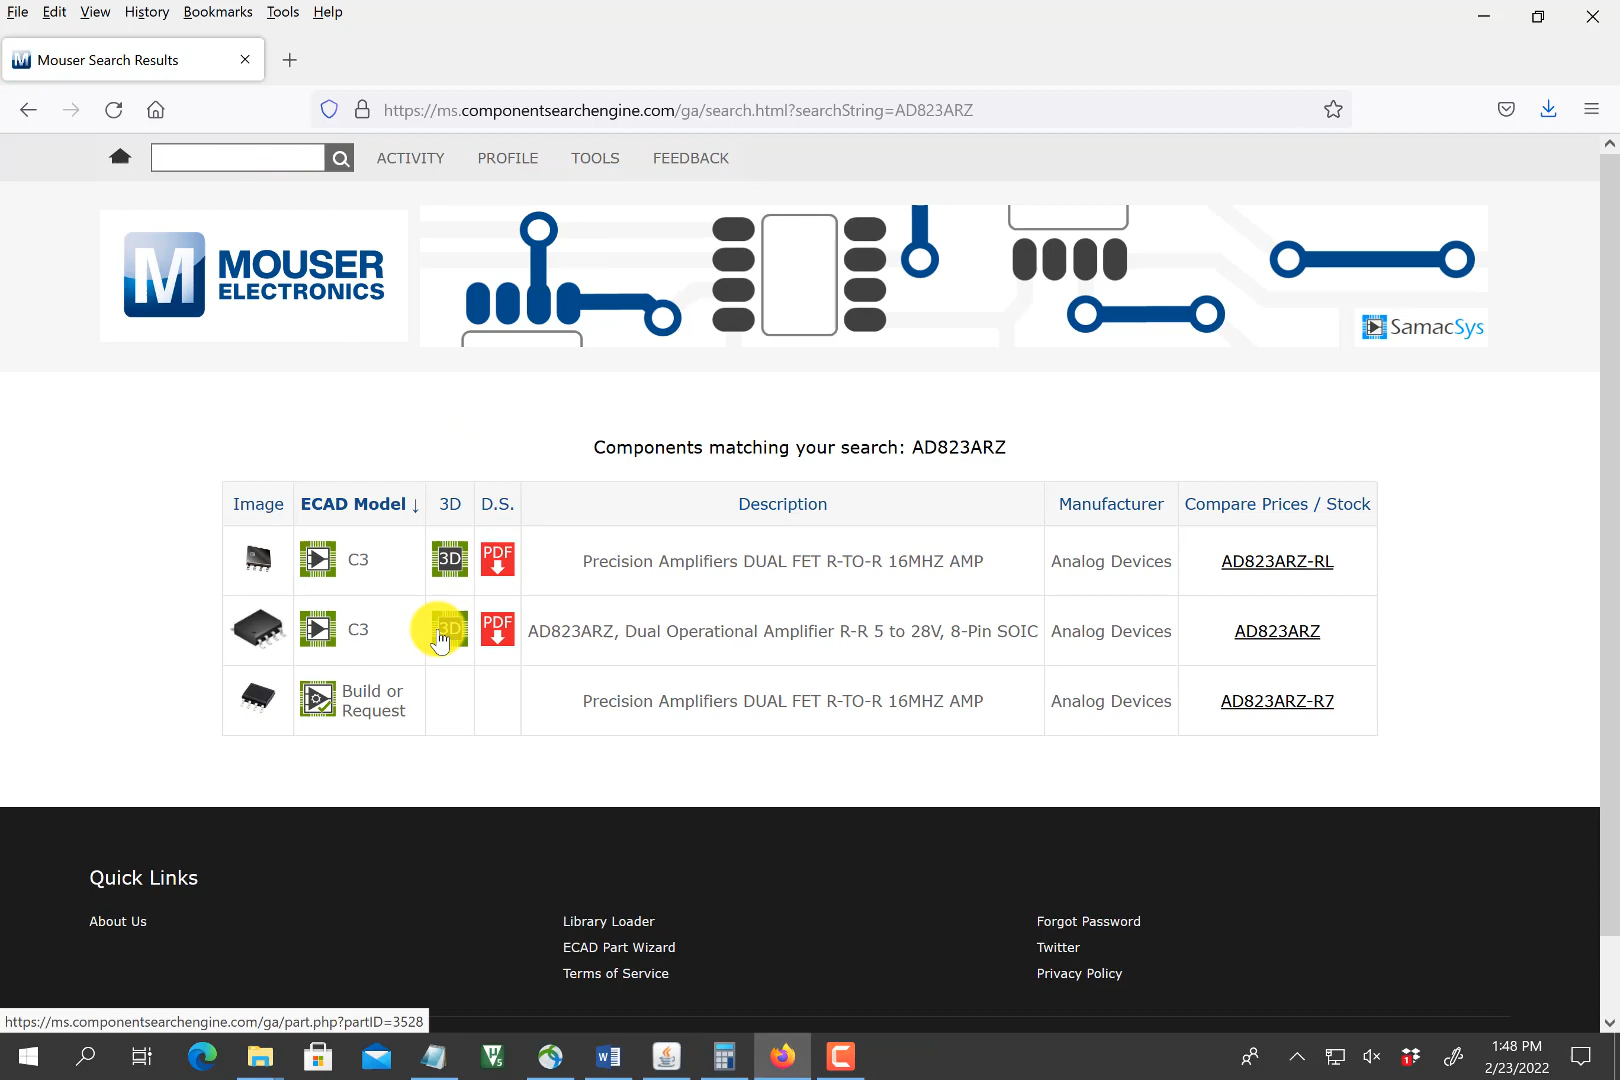 File Edit View History Bookmarks Tools Help
Mouser Search Results
https://ms.componentsearchengine.com/ga/search.html?searchString=AD823ARZ
ACTIVITY PROFILE TOOLS FEEDBACK
M MOUSER
ELECTRONICS
SamacSys
Components matching your search: AD823ARZ
Image ECAD Model ↓ 3D D.S. Description Manufacturer Compare Prices / Stock
C3 3D PDF Precision Amplifiers DUAL FET R-TO-R 16MHZ AMP Analog Devices AD823ARZ-RL
C3 3D PDF AD823ARZ, Dual Operational Amplifier R-R 5 to 28V, 8-Pin SOIC Analog Devices AD823ARZ
Build or
Request Precision Amplifiers DUAL FET R-TO-R 16MHZ AMP Analog Devices AD823ARZ-R7
Quick Links
About Us Library Loader Forgot Password
ECAD Part Wizard Twitter
Terms of Service Privacy Policy
https://ms.componentsearchengine.com/ga/part.php?partID=3528
1:48 PM
2/23/2022